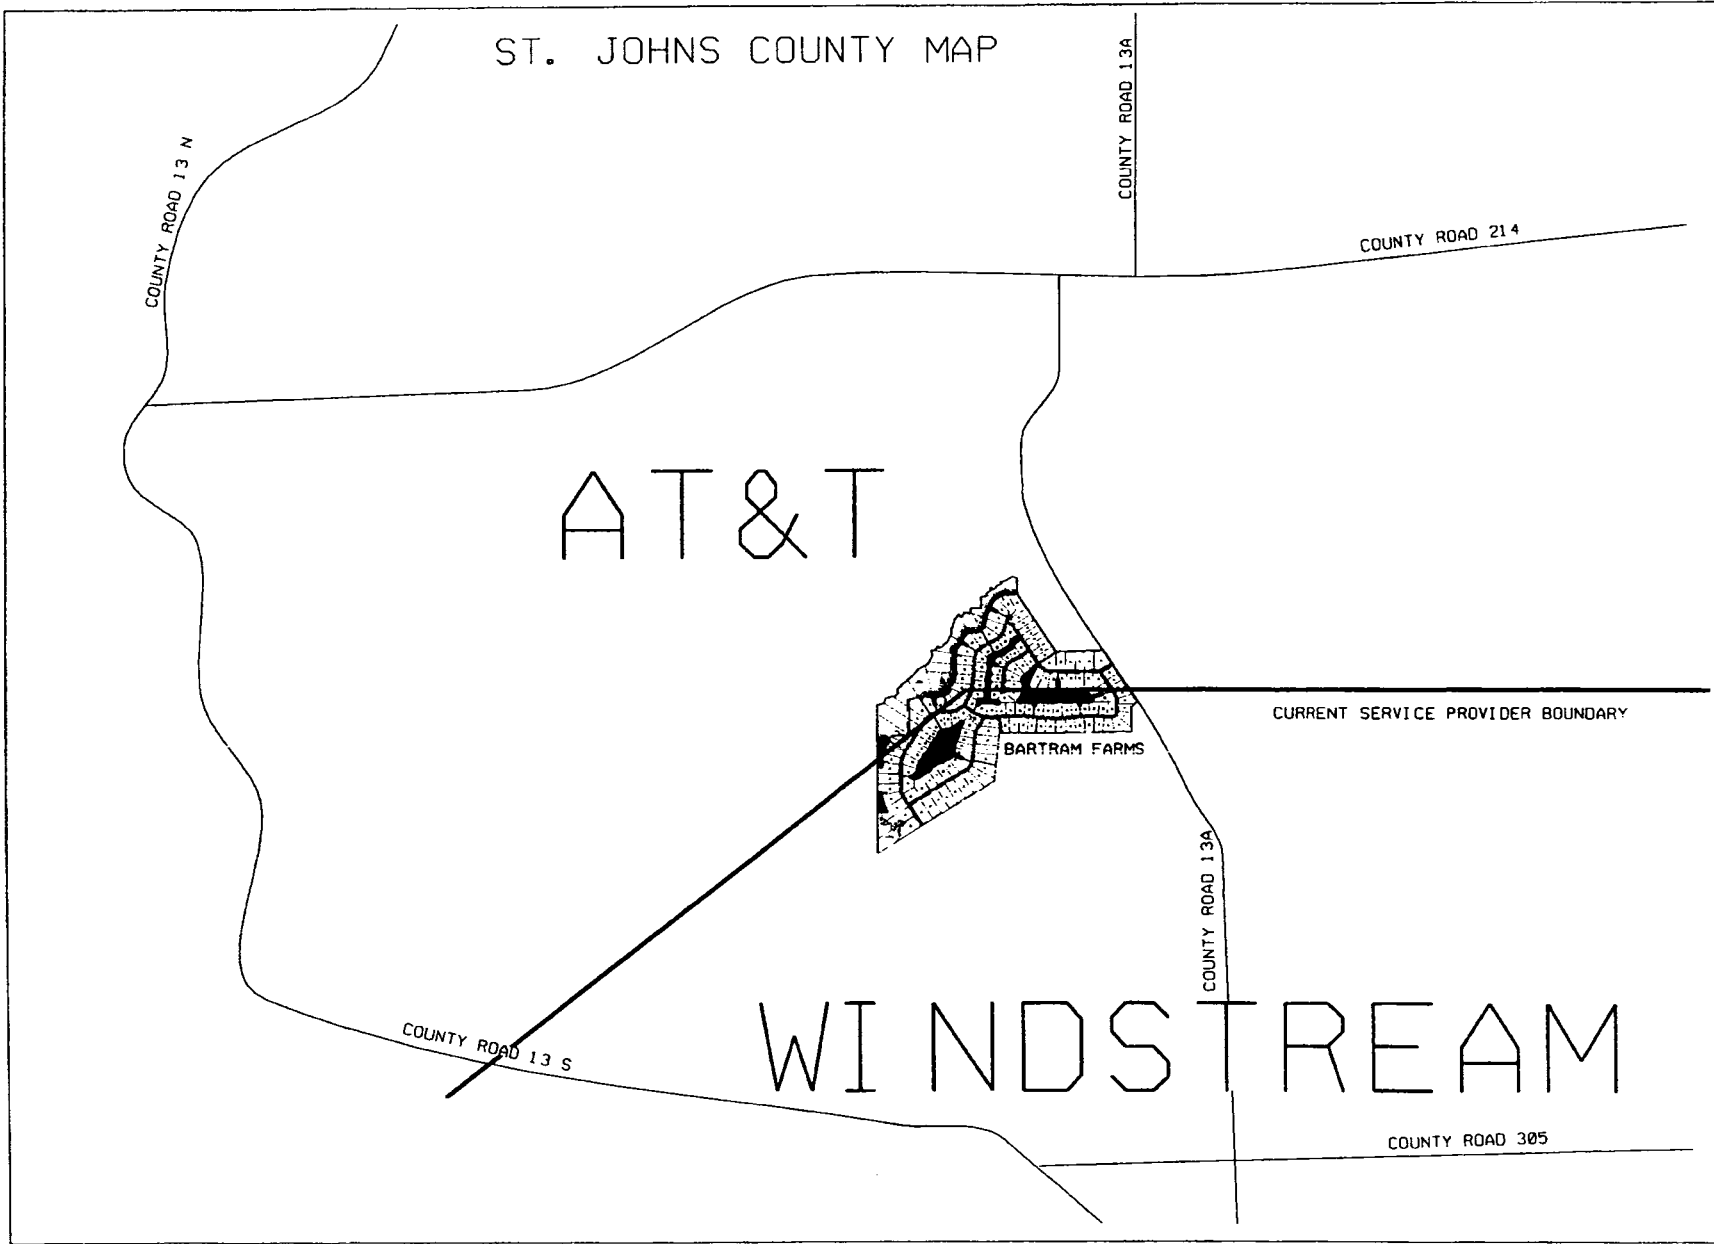 ST. JOHNS COUNTY MAP
COUNTY ROAD 13A
COUNTY ROAD 13 N
COUNTY ROAD 214
AT&T
CURRENT SERVICE PROVIDER BOUNDARY
BARTRAM FARMS
COUNTY ROAD 13A
WINDSTREAM
COUNTY ROAD 13 S
COUNTY ROAD 305